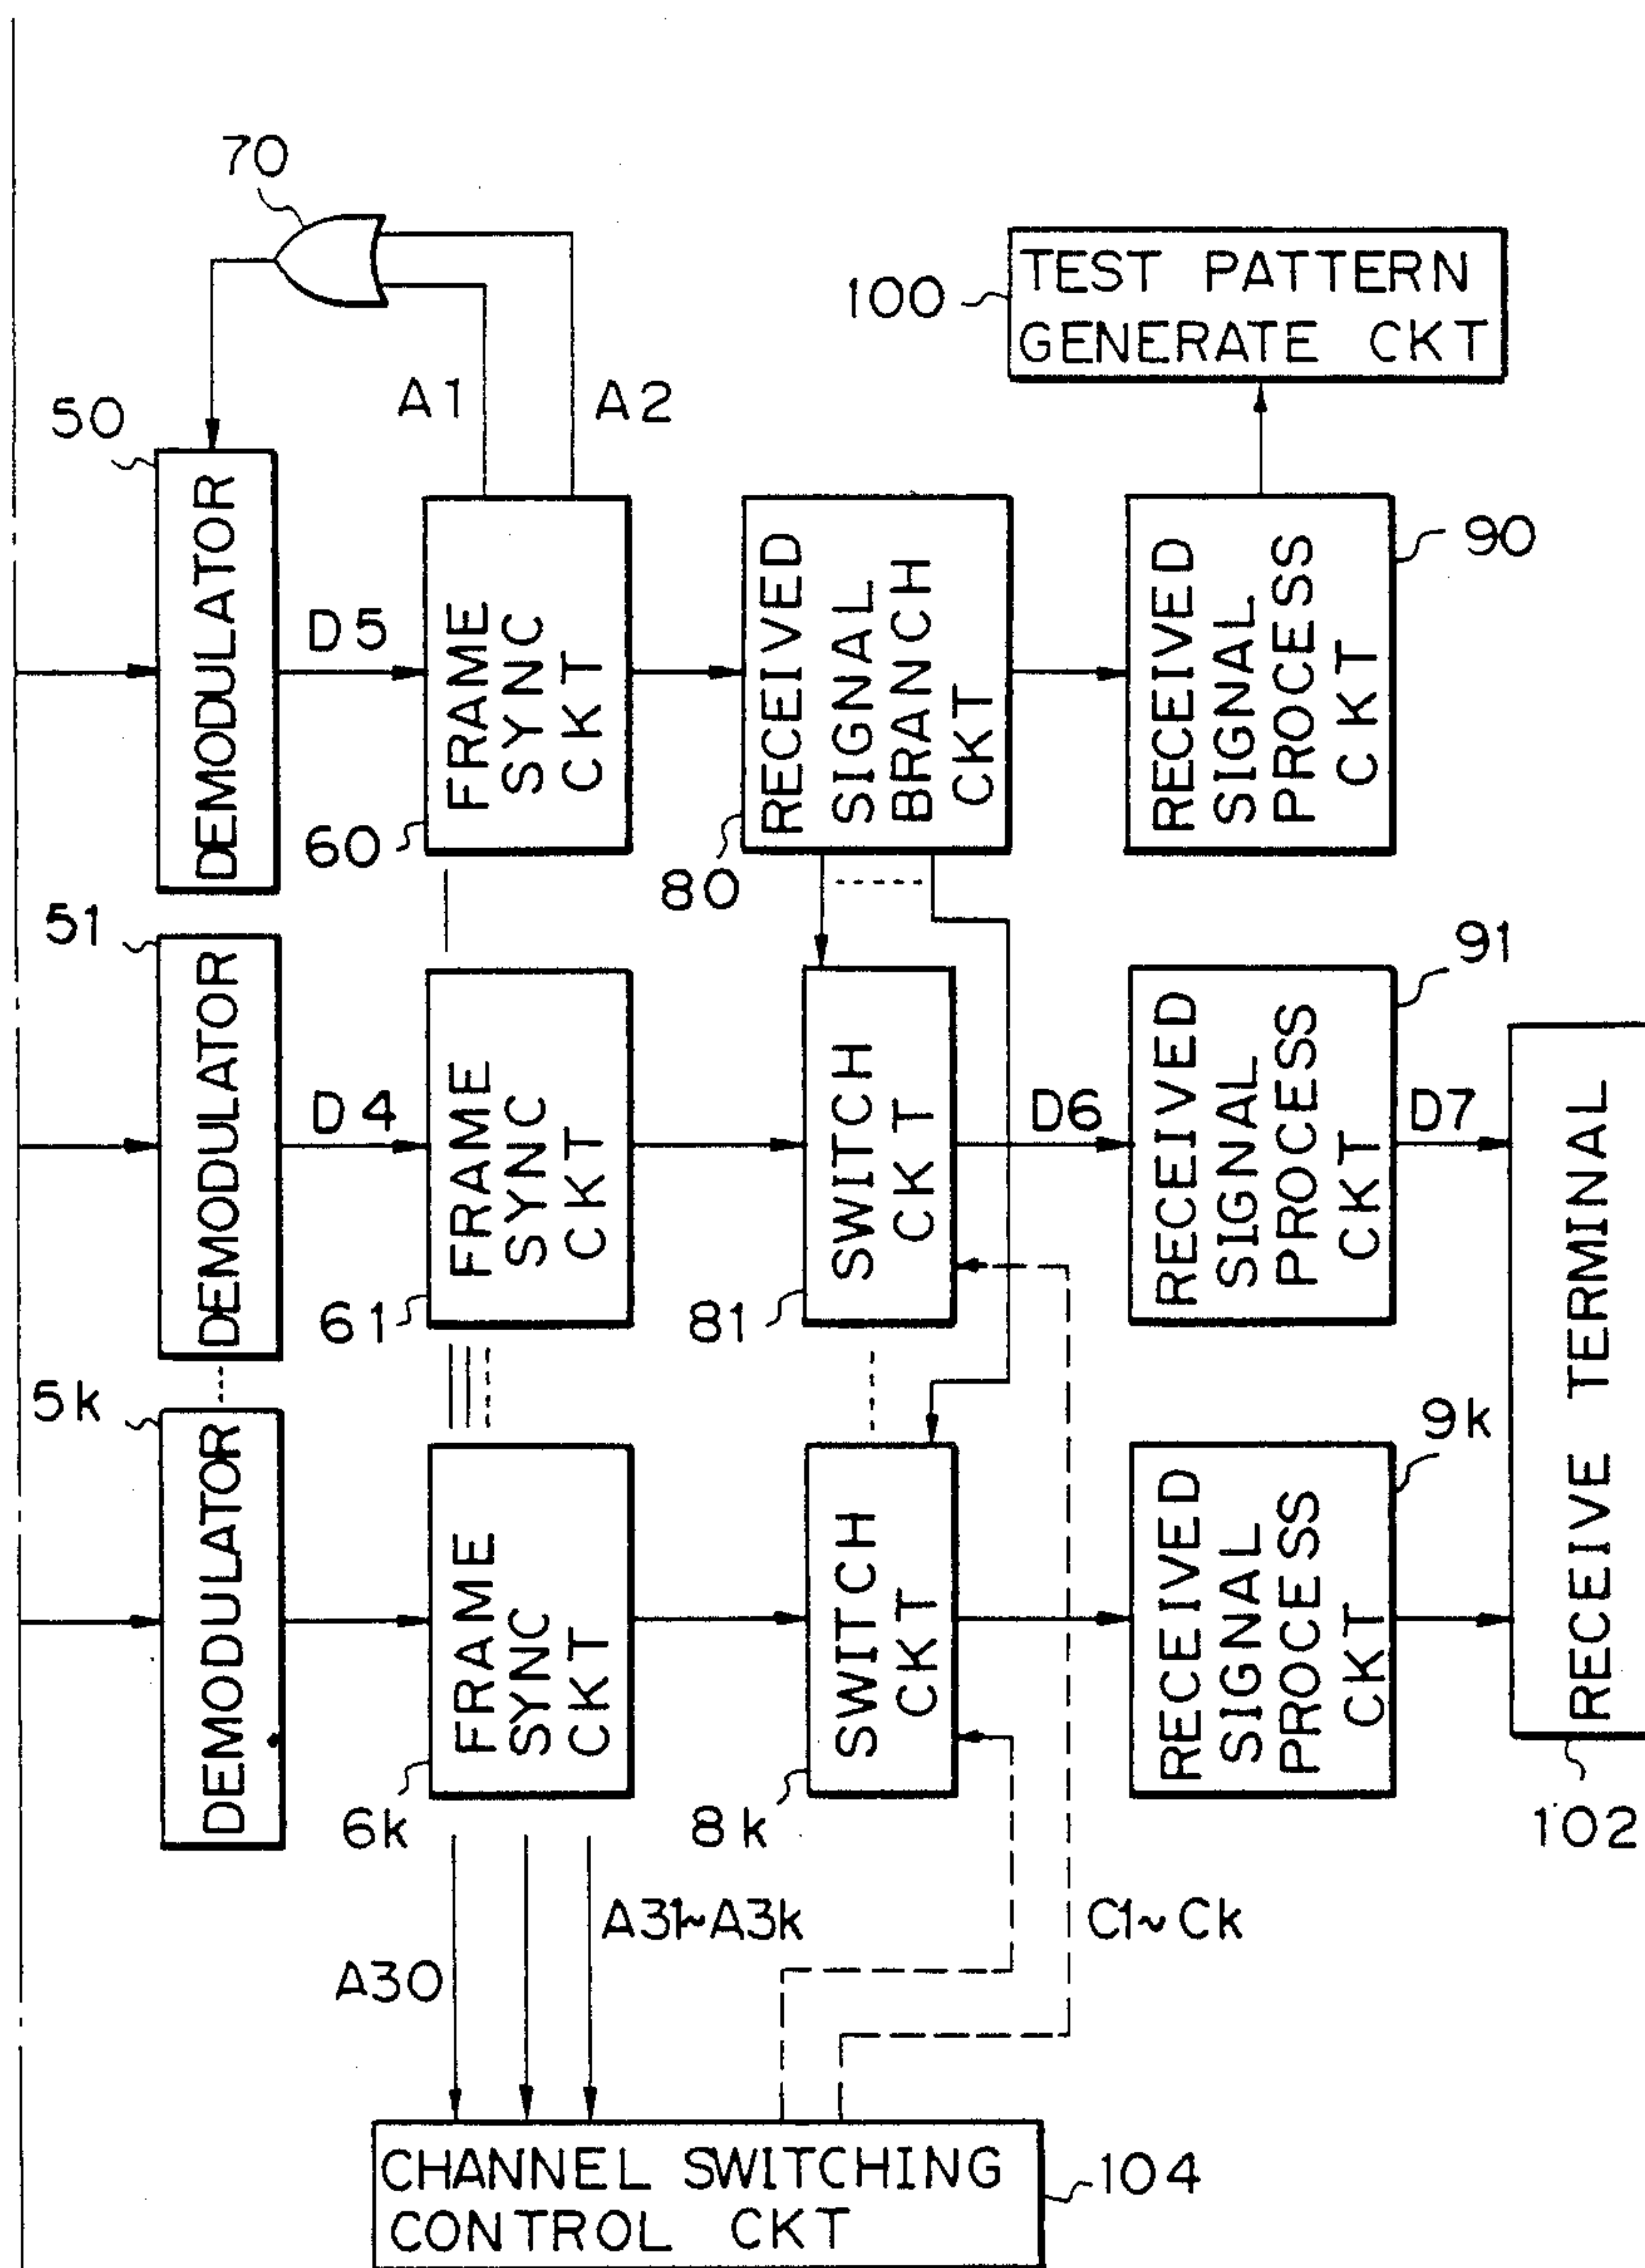 70
100
TEST PATTERN
GENERATE CKT
A1
A2
50
DEMODULATOR
D5
FRAME
SYNC
CKT
60
RECEIVED
SIGNAL
BRANCH
CKT
80
RECEIVED
SIGNAL
PROCESS
CKT
90
51
DEMODULATOR
D4
FRAME
SYNC
CKT
61
SWITCH
CKT
81
D6
RECEIVED
SIGNAL
PROCESS
CKT
91
D7
RECEIVE TERMINAL
102
5k
DEMODULATOR
FRAME
SYNC
CKT
6k
SWITCH
CKT
8k
RECEIVED
SIGNAL
PROCESS
CKT
9k
A30
A31~A3k
C1~Ck
CHANNEL SWITCHING
CONTROL CKT
104